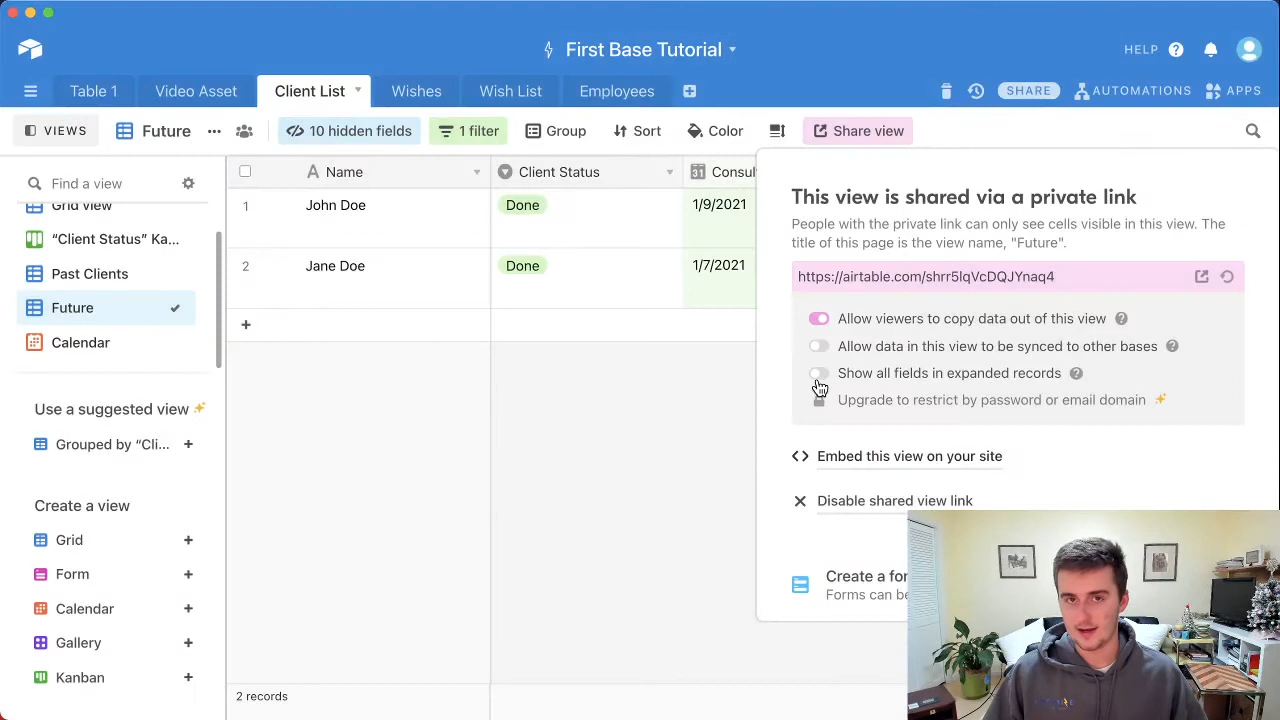 First Base Tutorial
HELP
Table 1
Video Asset
Client List
Wishes
Wish List
Employees
SHARE
AUTOMATIONS
APPS
VIEWS
Future
10 hidden fields
1 filter
Group
Sort
Color
Share view
Find a view
Grid view
“Client Status” Ka...
Past Clients
Future
Calendar
Use a suggested view
Grouped by “Cli...
Create a view
Grid
Form
Calendar
Gallery
Kanban
A Name
Client Status
31 Consul
1
John Doe
Done
1/9/2021
2
Jane Doe
Done
1/7/2021
2 records
This view is shared via a private link
People with the private link can only see cells visible in this view. The
title of this page is the view name, "Future".
https://airtable.com/shrr5lqVcDQJYnaq4
Allow viewers to copy data out of this view
Allow data in this view to be synced to other bases
Show all fields in expanded records
Upgrade to restrict by password or email domain
Embed this view on your site
Disable shared view link
Create a for
Forms can be